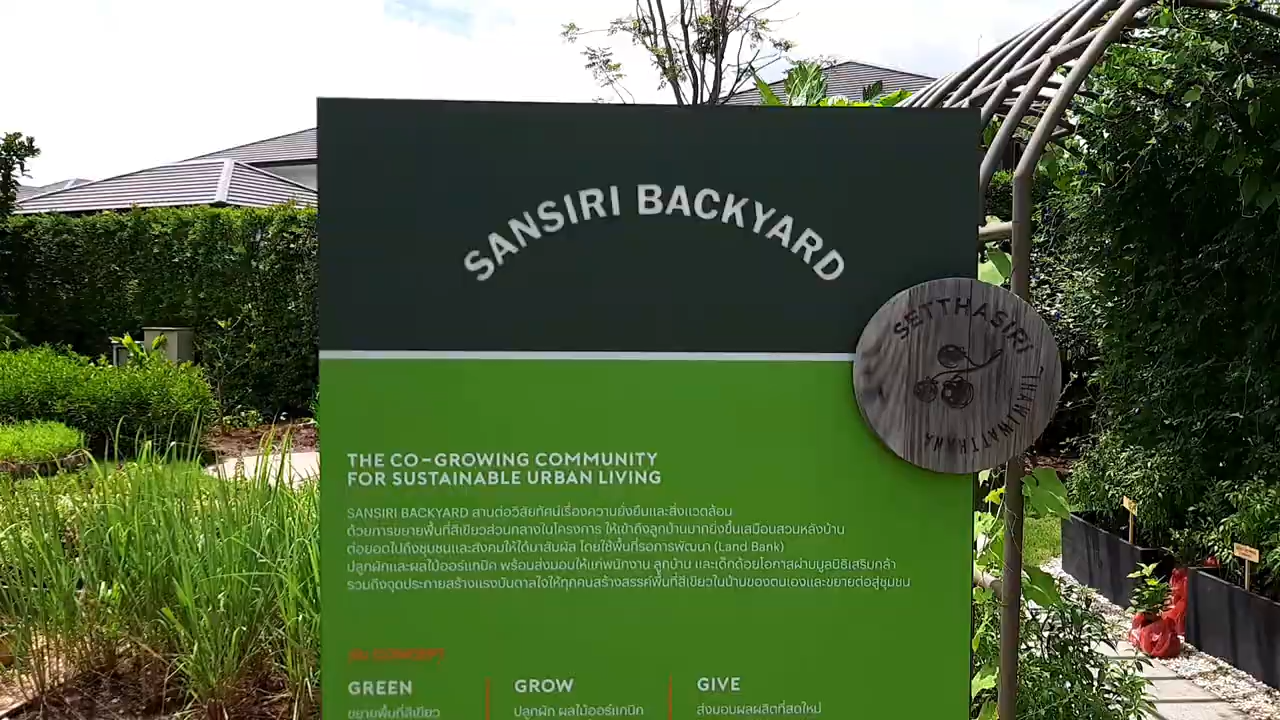 SANSIRI BACKYARD
SETTHASIRI
THAWIWATTHANA
THE CO-GROWING COMMUNITY
FOR SUSTAINABLE URBAN LIVING
SANSIRI BACKYARD สานต่อวิสัยทัศน์เรื่องความยั่งยืนและสิ่งแวดล้อม
ด้วยการขยายพื้นที่สีเขียวส่วนกลางในโครงการ ให้เข้าถึงลูกบ้านมากยิ่งขึ้นเสมือนสวนหลังบ้าน
ต่อยอดไปถึงชุมชนและสังคมให้ได้มาสัมผัส โดยใช้พื้นที่รอการพัฒนา (Land Bank)
ปลูกผักและผลไม้ออร์แกนิค พร้อมส่งมอบให้แก่พนักงาน ลูกบ้าน และเด็กด้อยโอกาสผ่านมูลนิธิเสริมกล้า
รวมถึงจุดประกายสร้างแรงบันดาลใจให้ทุกคนสร้างสรรค์พื้นที่สีเขียวในบ้านของตนเองและขยายต่อสู่ชุมชน
3G CONCEPT
GREEN
ขยายพื้นที่สีเขียว
GROW
ปลูกผัก ผลไม้ออร์แกนิก
GIVE
ส่งมอบผลผลิตที่สดใหม่